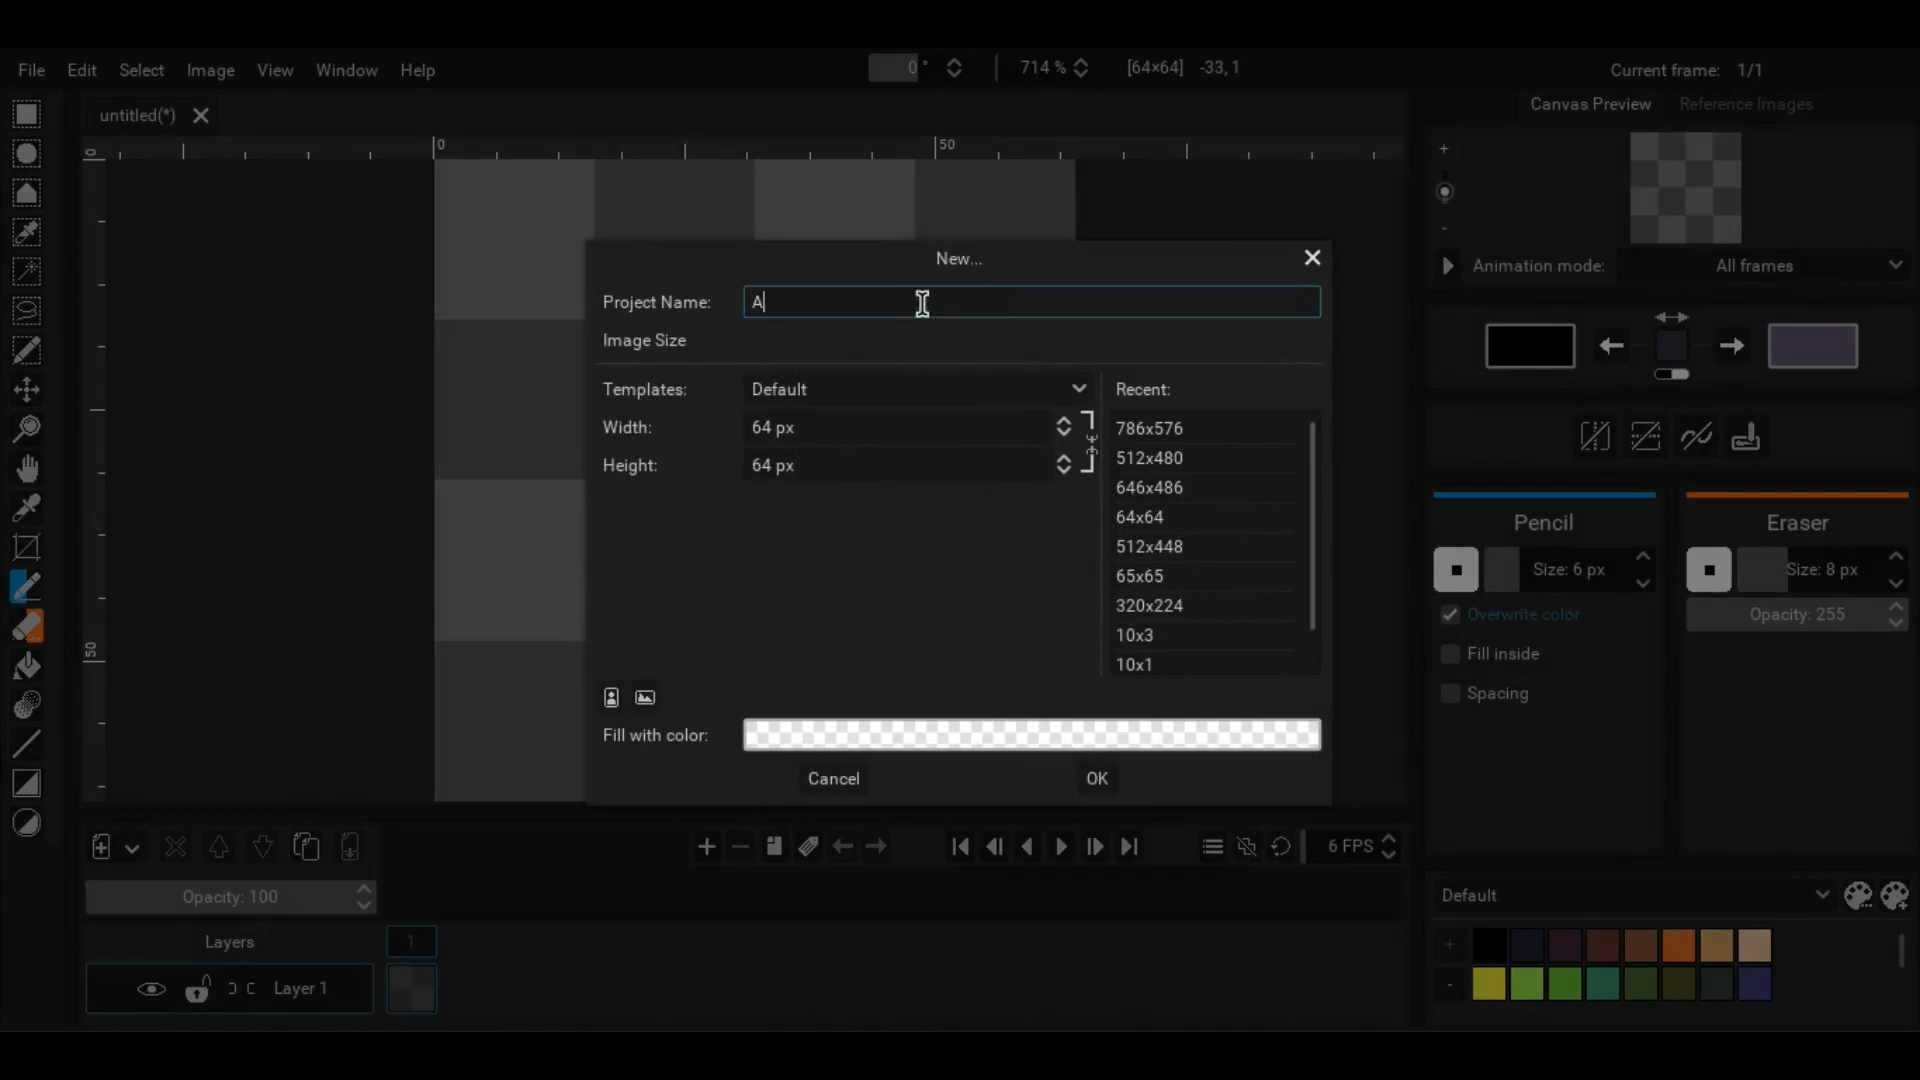 File Edit Select Image View Window Help
0° 714 % [64×64] -33, 1
Current frame: 1/1
untitled(*)
Canvas Preview Reference Images
0 50
0
50
Animation mode: All frames
New...
Project Name: A
Image Size
Templates: Default
Width: 64 px
Height: 64 px
Recent:
786x576
512x480
646x486
64x64
512x448
65x65
320x224
10x3
10x1
Fill with color:
Cancel OK
Pencil
Size: 6 px
Overwrite color
Fill inside
Spacing
Eraser
Size: 8 px
Opacity: 255
6 FPS
Opacity: 100
Layers 1
Layer 1
Default